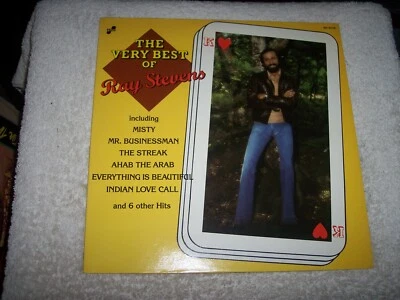 THE
VERY BEST
OF
Ray Stevens
including
MISTY
MR. BUSINESSMAN
THE STREAK
AHAB THE ARAB
EVERYTHING IS BEAUTIFUL
INDIAN LOVE CALL
and 6 other Hits
K
K